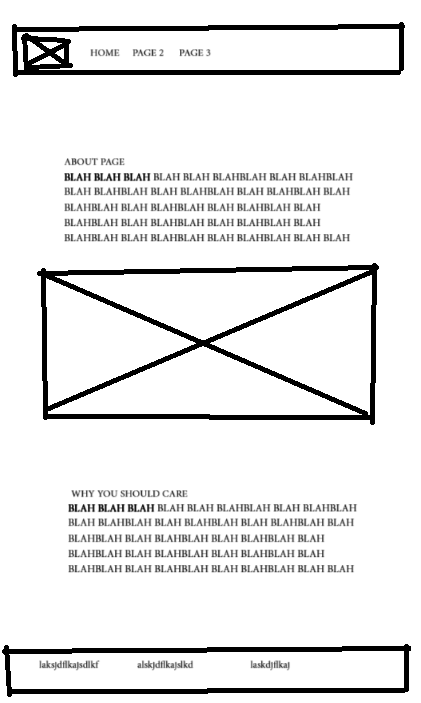 HOME PAGE 2 PAGE 3
ABOUT PAGE
BLAH BLAH BLAH BLAH BLAH BLAHBLAH BLAH BLAHBLAH
BLAH BLAHBLAH BLAH BLAHBLAH BLAH BLAHBLAH BLAH
BLAHBLAH BLAH BLAHBLAH BLAH BLAHBLAH BLAH
BLAHBLAH BLAH BLAHBLAH BLAH BLAHBLAH BLAH
BLAHBLAH BLAH BLAHBLAH BLAH BLAHBLAH BLAH BLAH
WHY YOU SHOULD CARE
BLAH BLAH BLAH BLAH BLAH BLAHBLAH BLAH BLAHBLAH
BLAH BLAHBLAH BLAH BLAHBLAH BLAH BLAHBLAH BLAH
BLAHBLAH BLAH BLAHBLAH BLAH BLAHBLAH BLAH
BLAHBLAH BLAH BLAHBLAH BLAH BLAHBLAH BLAH
BLAHBLAH BLAH BLAHBLAH BLAH BLAHBLAH BLAH BLAH
laksjdflkajsdlkf alskjdflkajslkd laskdjflkaj